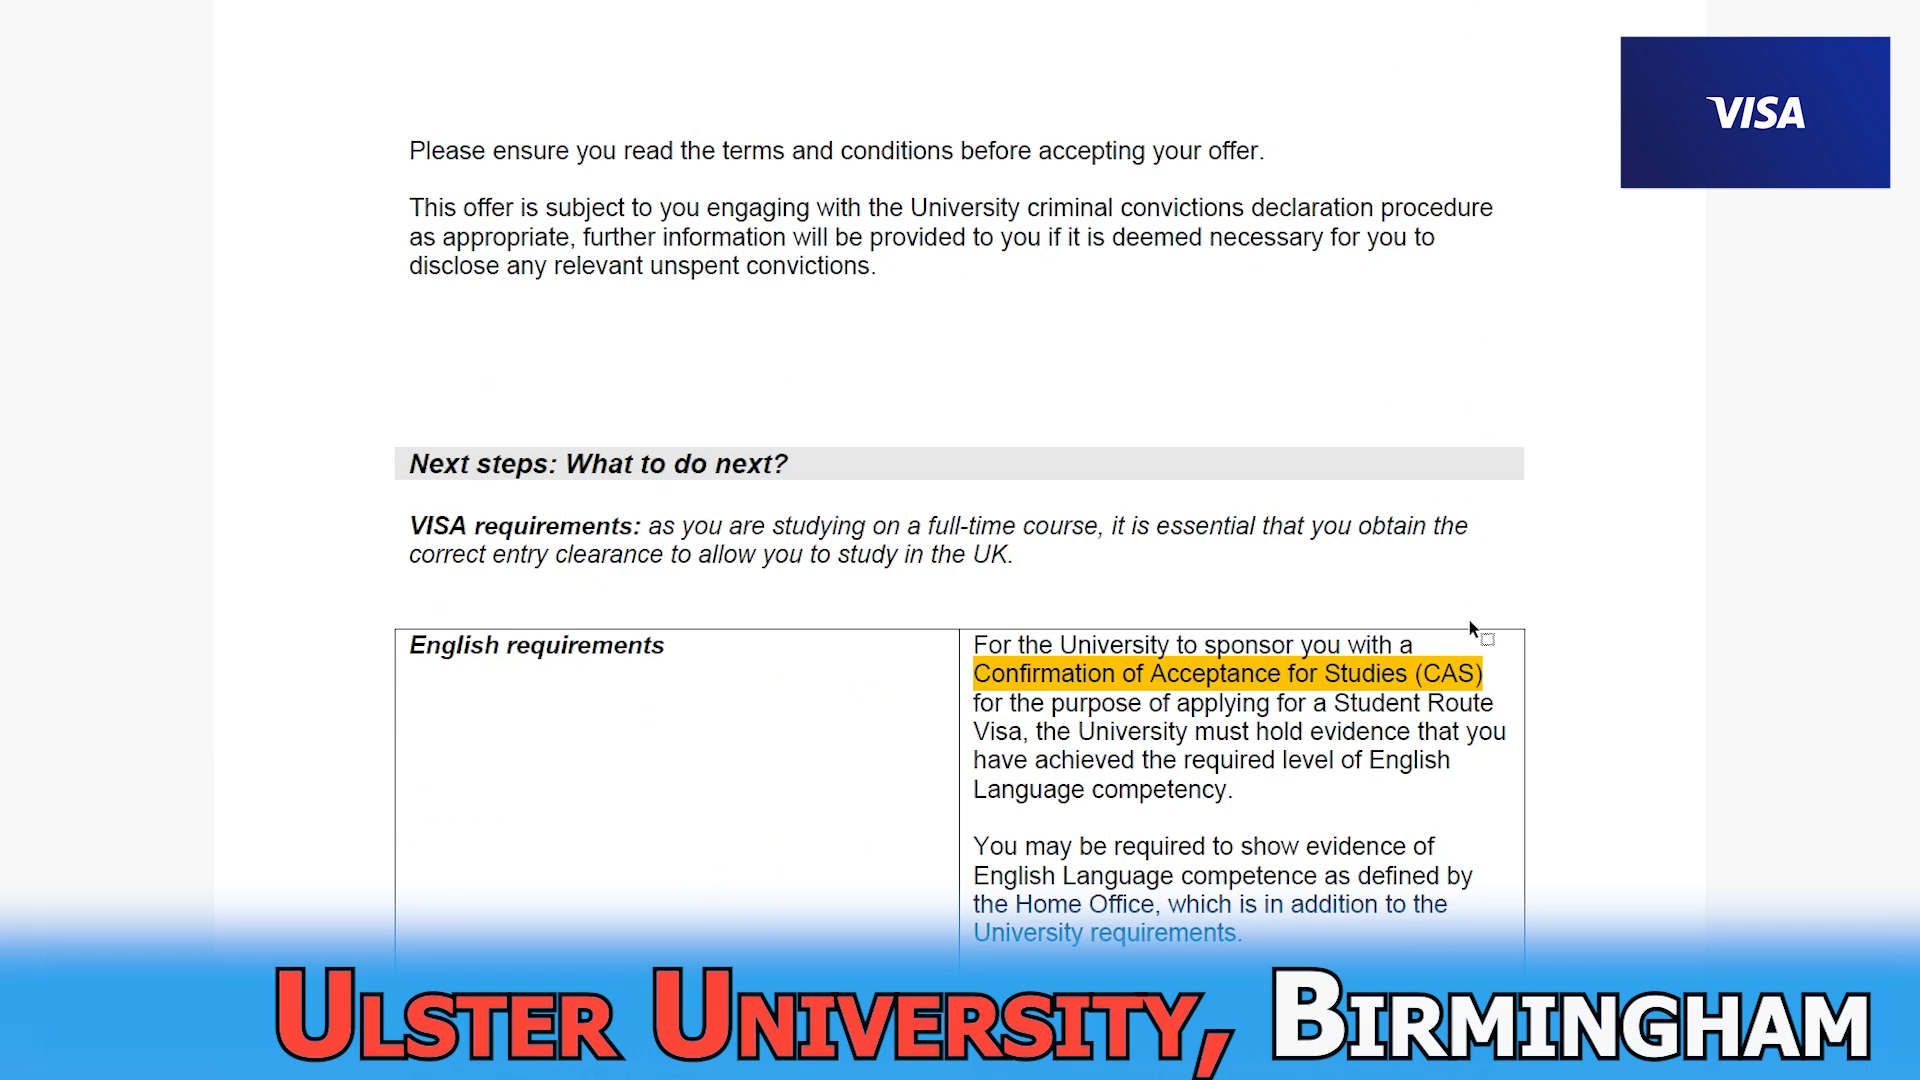 VISA
Please ensure you read the terms and conditions before accepting your offer.
This offer is subject to you engaging with the University criminal convictions declaration procedure
as appropriate, further information will be provided to you if it is deemed necessary for you to
disclose any relevant unspent convictions.
Next steps: What to do next?
VISA requirements: as you are studying on a full-time course, it is essential that you obtain the
correct entry clearance to allow you to study in the UK.
English requirements
For the University to sponsor you with a
Confirmation of Acceptance for Studies (CAS)
for the purpose of applying for a Student Route
Visa, the University must hold evidence that you
have achieved the required level of English
Language competency.
You may be required to show evidence of
English Language competence as defined by
the Home Office, which is in addition to the
University requirements.
ULSTER UNIVERSITY, BIRMINGHAM